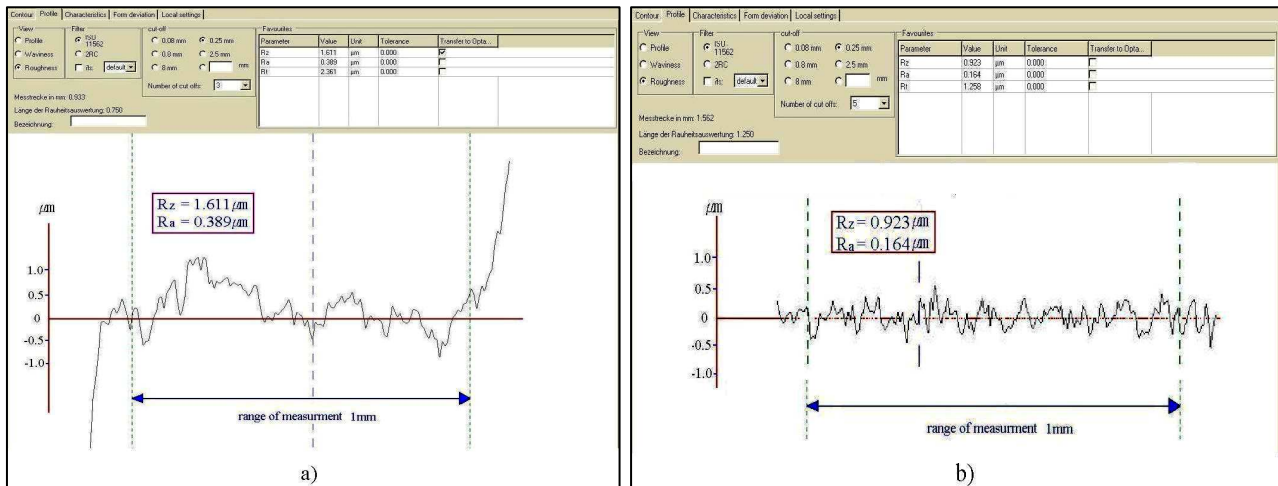 Contour Profile Characteristics Form deviation Local settings
View
Profile
Waviness
Roughness
Filter
ISO
11562
2RC
ñs: default
cut-off
0.08 mm 0.25 mm
0.8 mm 2.5 mm
8 mm mm
Number of cut offs: 3
Favourites
Parameter Value Unit Tolerance Transfer to Opta...
Rz 1.611 µm 0.000
Ra 0.389 µm 0.000
Rt 2.361 µm 0.000
Messtrecke in mm: 0.933
Länge der Rauheitsauswertung: 0.750
Bezeichnung:
µm
Rz = 1.611µm
Ra = 0.389µm
1.0
0.5
0
-0.5
-1.0
range of measurment 1mm
a)
Contour Profile Characteristics Form deviation Local settings
View
Profile
Waviness
Roughness
Filter
ISO
11562
2RC
ñs: default
cut-off
0.08 mm 0.25 mm
0.8 mm 2.5 mm
8 mm mm
Number of cut offs: 5
Favourites
Parameter Value Unit Tolerance Transfer to Opta...
Rz 0.923 µm 0.000
Ra 0.164 µm 0.000
Rt 1.258 µm 0.000
Messtrecke in mm: 1.562
Länge der Rauheitsauswertung: 1.250
Bezeichnung:
µm
Rz = 0.923µm
Ra = 0.164µm
1.0
0.5
0
-0.5
-1.0
range of measurment 1mm
b)